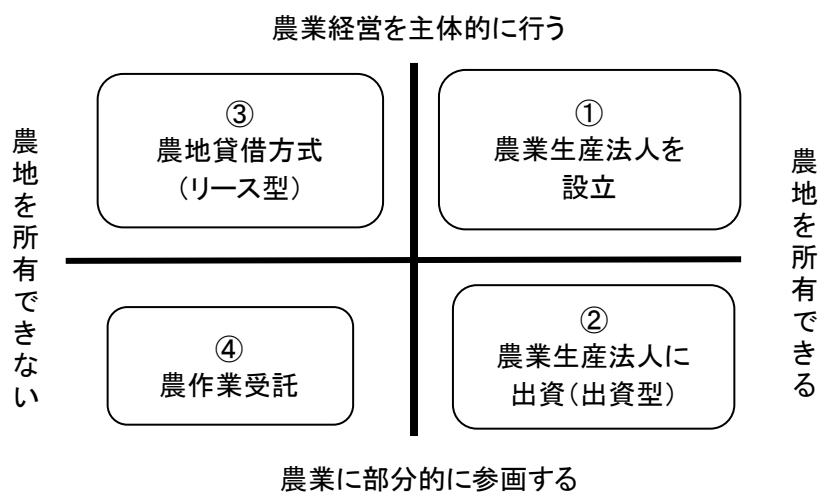 農業経営を主体的に行う
③
農地貸借方式
（リース型）
①
農業生産法人を
設立
農地を所有できない
農地を所有できる
④
農作業受託
②
農業生産法人に
出資（出資型）
農業に部分的に参画する